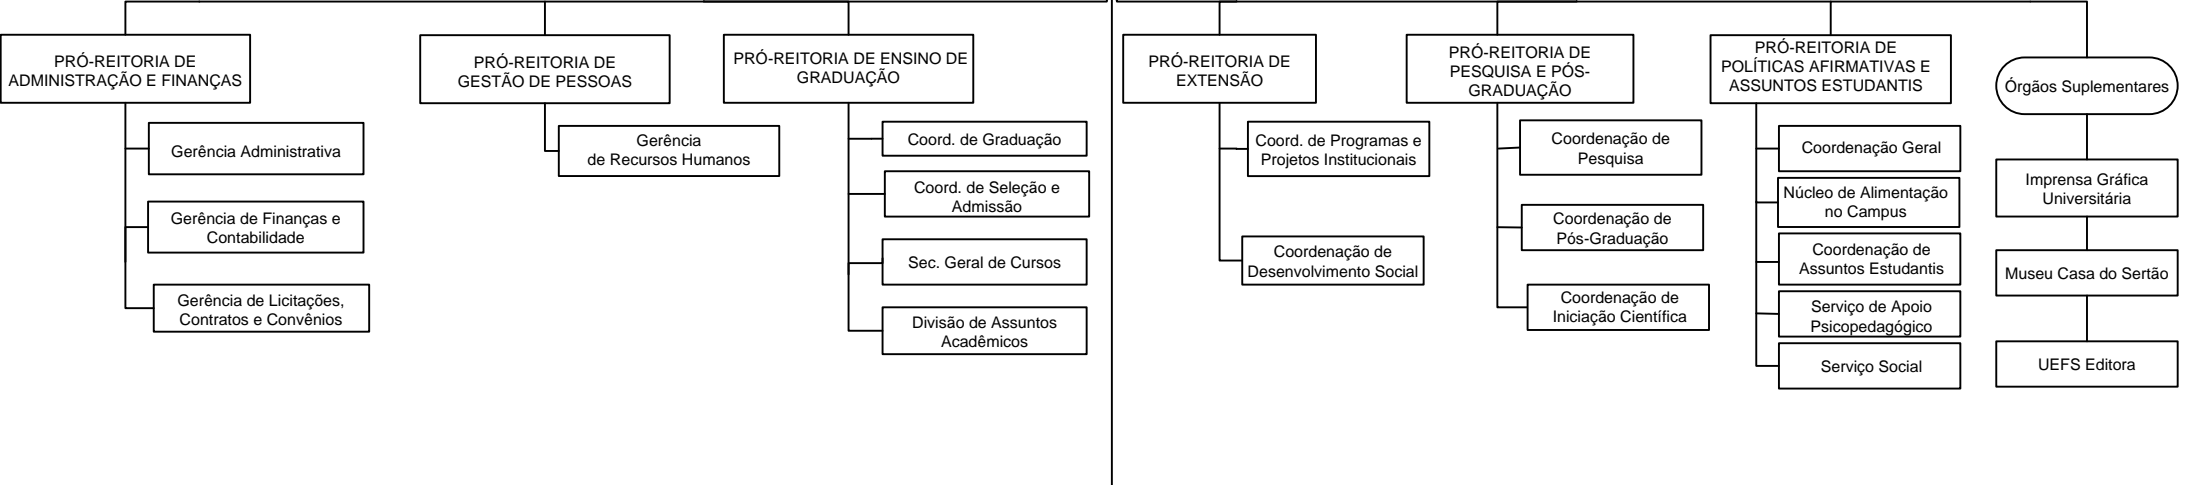 PRÓ-REITORIA DE
ADMINISTRAÇÃO E FINANÇAS
Gerência Administrativa
Gerência de Finanças e
Contabilidade
Gerência de Licitações,
Contratos e Convênios
PRÓ-REITORIA DE
GESTÃO DE PESSOAS
Gerência
de Recursos Humanos
PRÓ-REITORIA DE ENSINO DE
GRADUAÇÃO
Coord. de Graduação
Coord. de Seleção e
Admissão
Sec. Geral de Cursos
Divisão de Assuntos
Acadêmicos
PRÓ-REITORIA DE
EXTENSÃO
Coord. de Programas e
Projetos Institucionais
Coordenação de
Desenvolvimento Social
PRÓ-REITORIA DE
PESQUISA E PÓS-
GRADUAÇÃO
Coordenação de
Pesquisa
Coordenação de
Pós-Graduação
Coordenação de
Iniciação Científica
PRÓ-REITORIA DE
POLÍTICAS AFIRMATIVAS E
ASSUNTOS ESTUDANTIS
Coordenação Geral
Núcleo de Alimentação
no Campus
Coordenação de
Assuntos Estudantis
Serviço de Apoio
Psicopedagógico
Serviço Social
Órgãos Suplementares
Imprensa Gráfica
Universitária
Museu Casa do Sertão
UEFS Editora